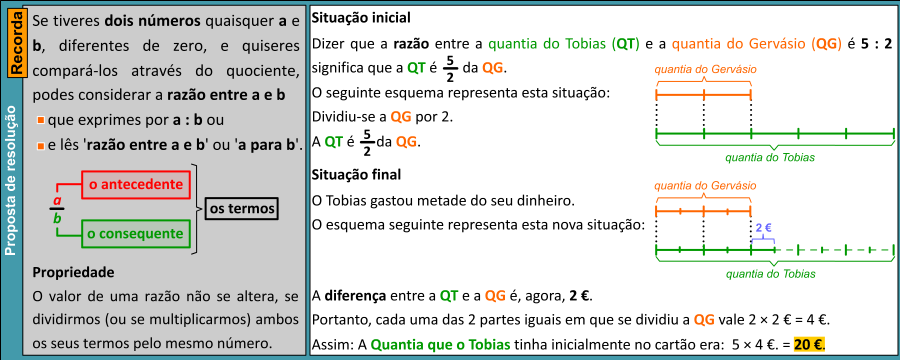 Proposta de resolução
Recorda
Se tiveres dois números quaisquer a e
b, diferentes de zero, e quiseres
compará-los através do quociente,
podes considerar a razão entre a e b
que exprimes por a : b ou
e lês 'razão entre a e b' ou 'a para b'.
a
b
o antecedente
o consequente
os termos
Propriedade
O valor de uma razão não se altera, se
dividirmos (ou se multiplicarmos) ambos
os seus termos pelo mesmo número.
Situação inicial
Dizer que a razão entre a quantia do Tobias (QT) e a quantia do Gervásio (QG) é 5 : 2
significa que a QT é 5/2 da QG.
O seguinte esquema representa esta situação:
Dividiu-se a QG por 2.
A QT é 5/2 da QG.
quantia do Gervásio
quantia do Tobias
Situação final
O Tobias gastou metade do seu dinheiro.
O esquema seguinte representa esta nova situação:
quantia do Gervásio
2 €
quantia do Tobias
A diferença entre a QT e a QG é, agora, 2 €.
Portanto, cada uma das 2 partes iguais em que se dividiu a QG vale 2 × 2 € = 4 €.
Assim: A Quantia que o Tobias tinha inicialmente no cartão era: 5 × 4 €. = 20 €.